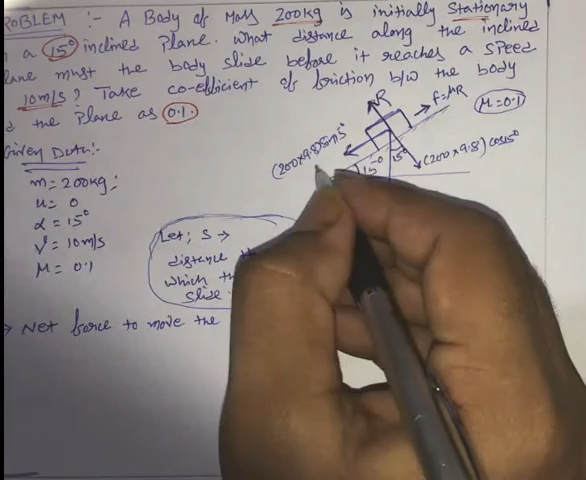 ROBLEM :- A Body of Mass 200kg is initially Stationary
n a 15° inclined Plane. What distance along the inclined
lane must the body slide before it reaches a SPeed
10m/s? Take co-efficient of friction b/w the body
d the Plane as 0.1.
R
F=μR
μ=0.1
(200×9.8)Sin15°
15°
15°
(200×9.8)cos15°
Given Data:-
m=200kg:
u=0
α=15°
V=10m/s
μ=0.1
Let; S→
distance
which
slide
→ Net force to move the